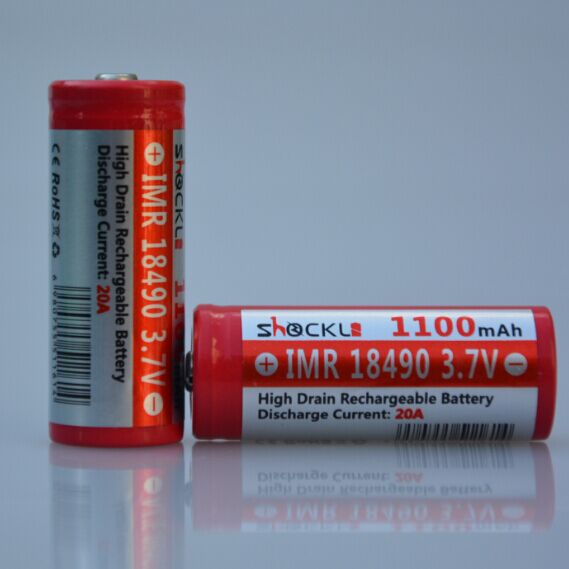 SHOCKLI
IMR 18490 3.7V
High Drain Rechargeable Battery
Discharge Current: 20A
CE RoHS
SHOCKLI 1100mAh
IMR 18490 3.7V
High Drain Rechargeable Battery
Discharge Current: 20A